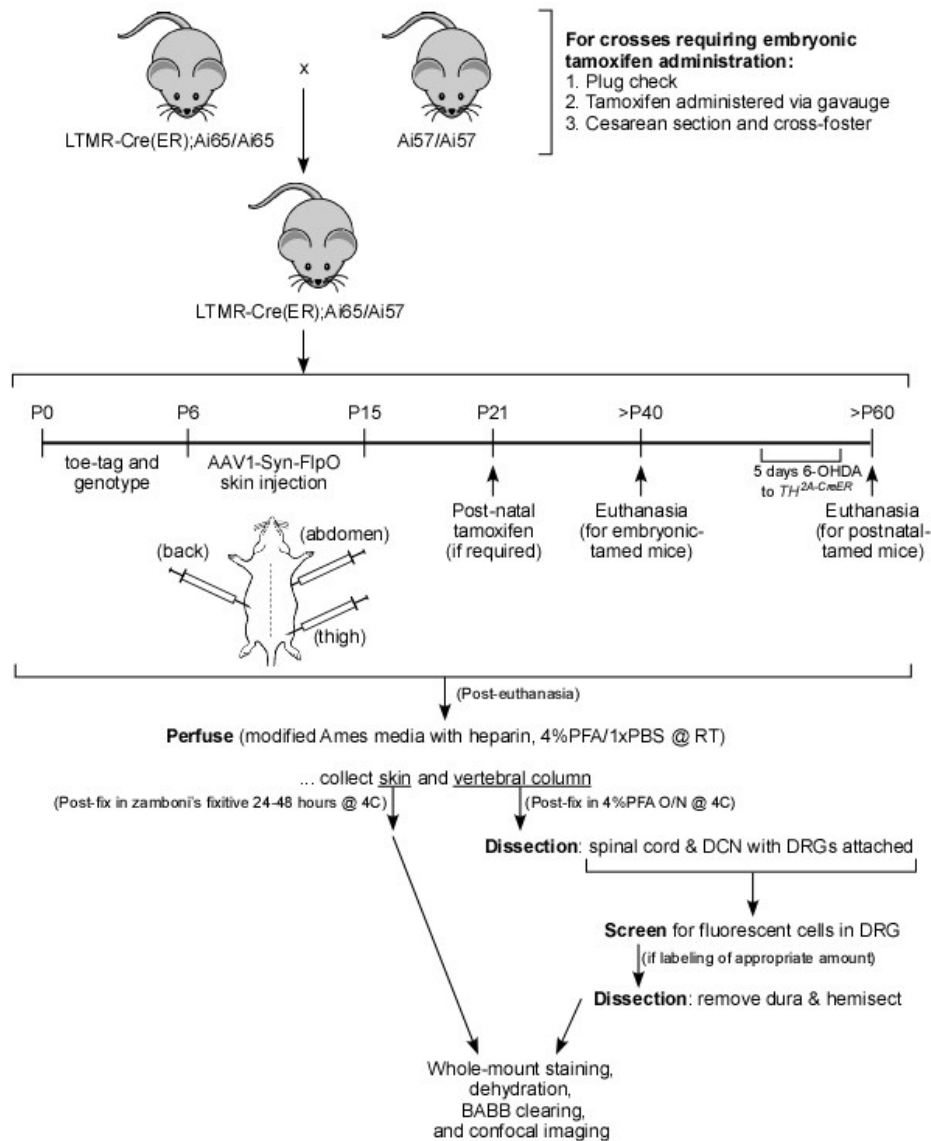 For crosses requiring embryonic
tamoxifen administration:
1. Plug check
2. Tamoxifen administered via gavauge
3. Cesarean section and cross-foster
x
LTMR-Cre(ER);Ai65/Ai65
Ai57/Ai57
LTMR-Cre(ER);Ai65/Ai57
P0
P6
P15
P21
>P40
>P60
toe-tag and
genotype
AAV1-Syn-FlpO
skin injection
5 days 6-OHDA
to TH2A-CreER
Post-natal
tamoxifen
(if required)
Euthanasia
(for embryonic-
tamed mice)
Euthanasia
(for postnatal-
tamed mice)
(back)
(abdomen)
(thigh)
(Post-euthanasia)
Perfuse (modified Ames media with heparin, 4%PFA/1xPBS @ RT)
... collect skin and vertebral column
(Post-fix in zamboni's fixitive 24-48 hours @ 4C)
(Post-fix in 4%PFA O/N @ 4C)
Dissection: spinal cord & DCN with DRGs attached
Screen for fluorescent cells in DRG
(if labeling of appropriate amount)
Dissection: remove dura & hemisect
Whole-mount staining,
dehydration,
BABB clearing,
and confocal imaging